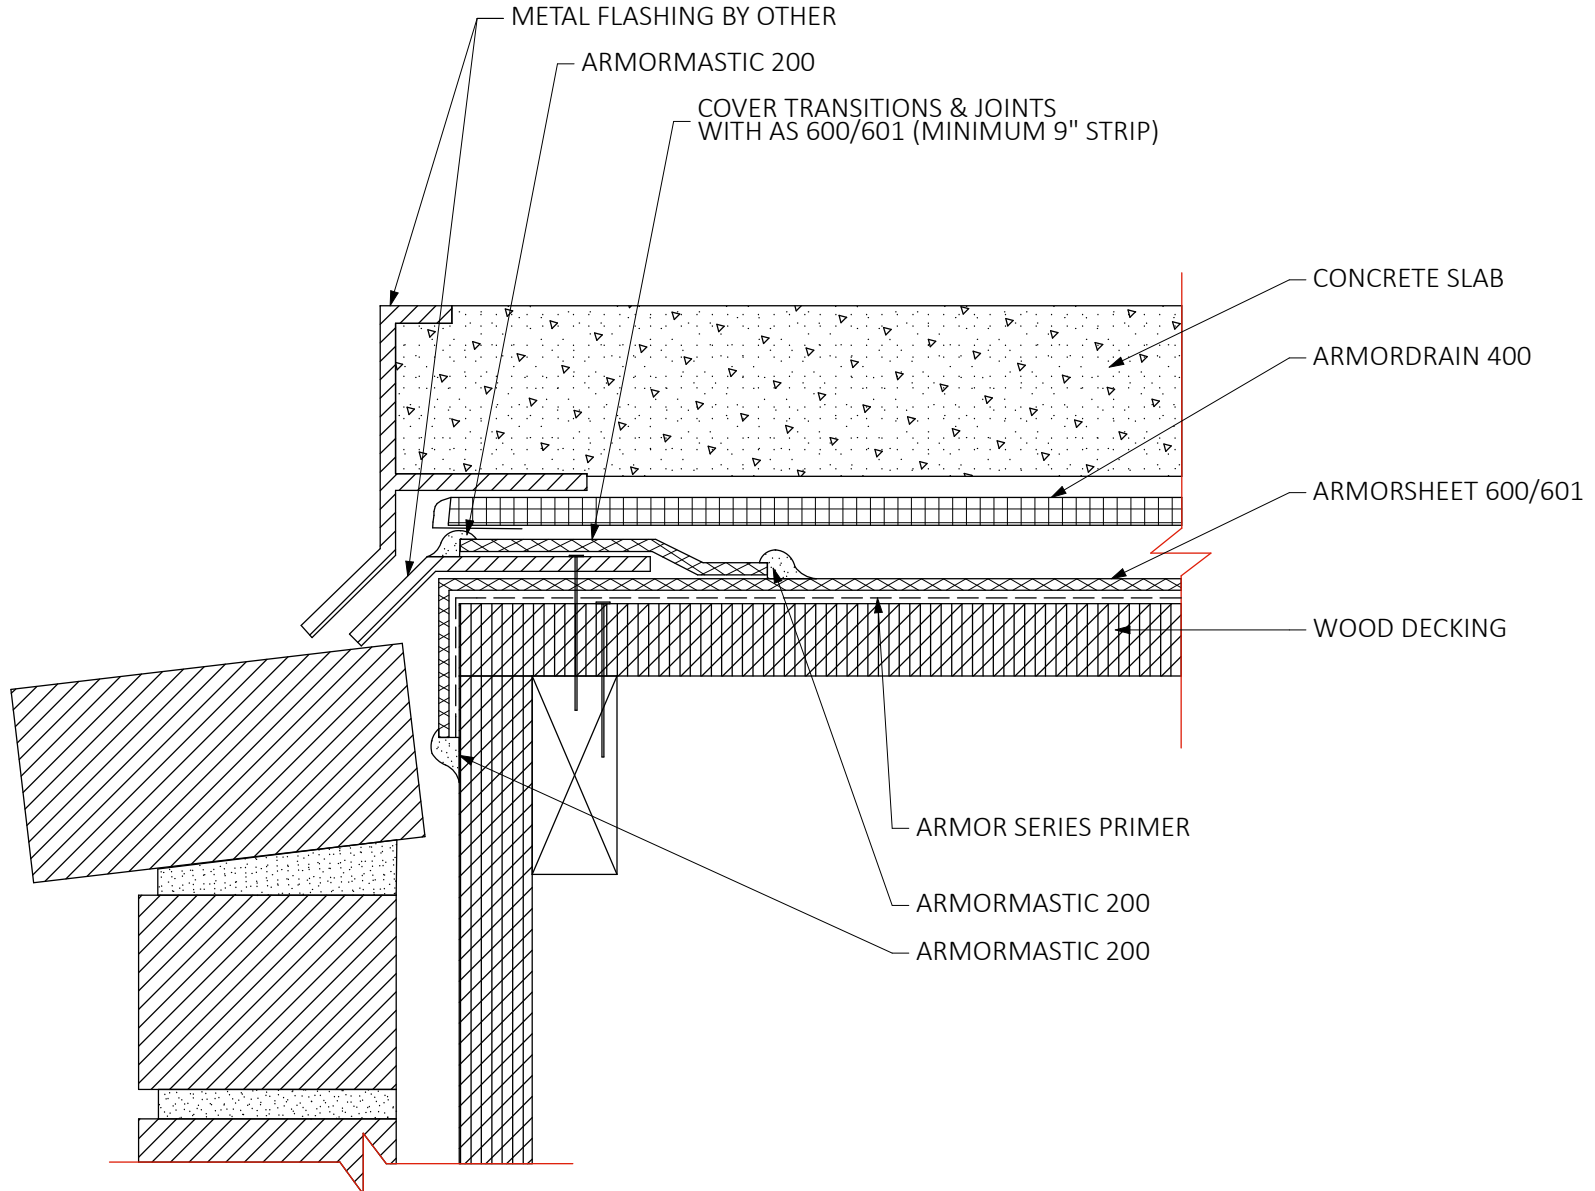 METAL FLASHING BY OTHER
ARMORMASTIC 200
COVER TRANSITIONS & JOINTS
WITH AS 600/601 (MINIMUM 9" STRIP)
CONCRETE SLAB
ARMORDRAIN 400
ARMORSHEET 600/601
WOOD DECKING
ARMOR SERIES PRIMER
ARMORMASTIC 200
ARMORMASTIC 200